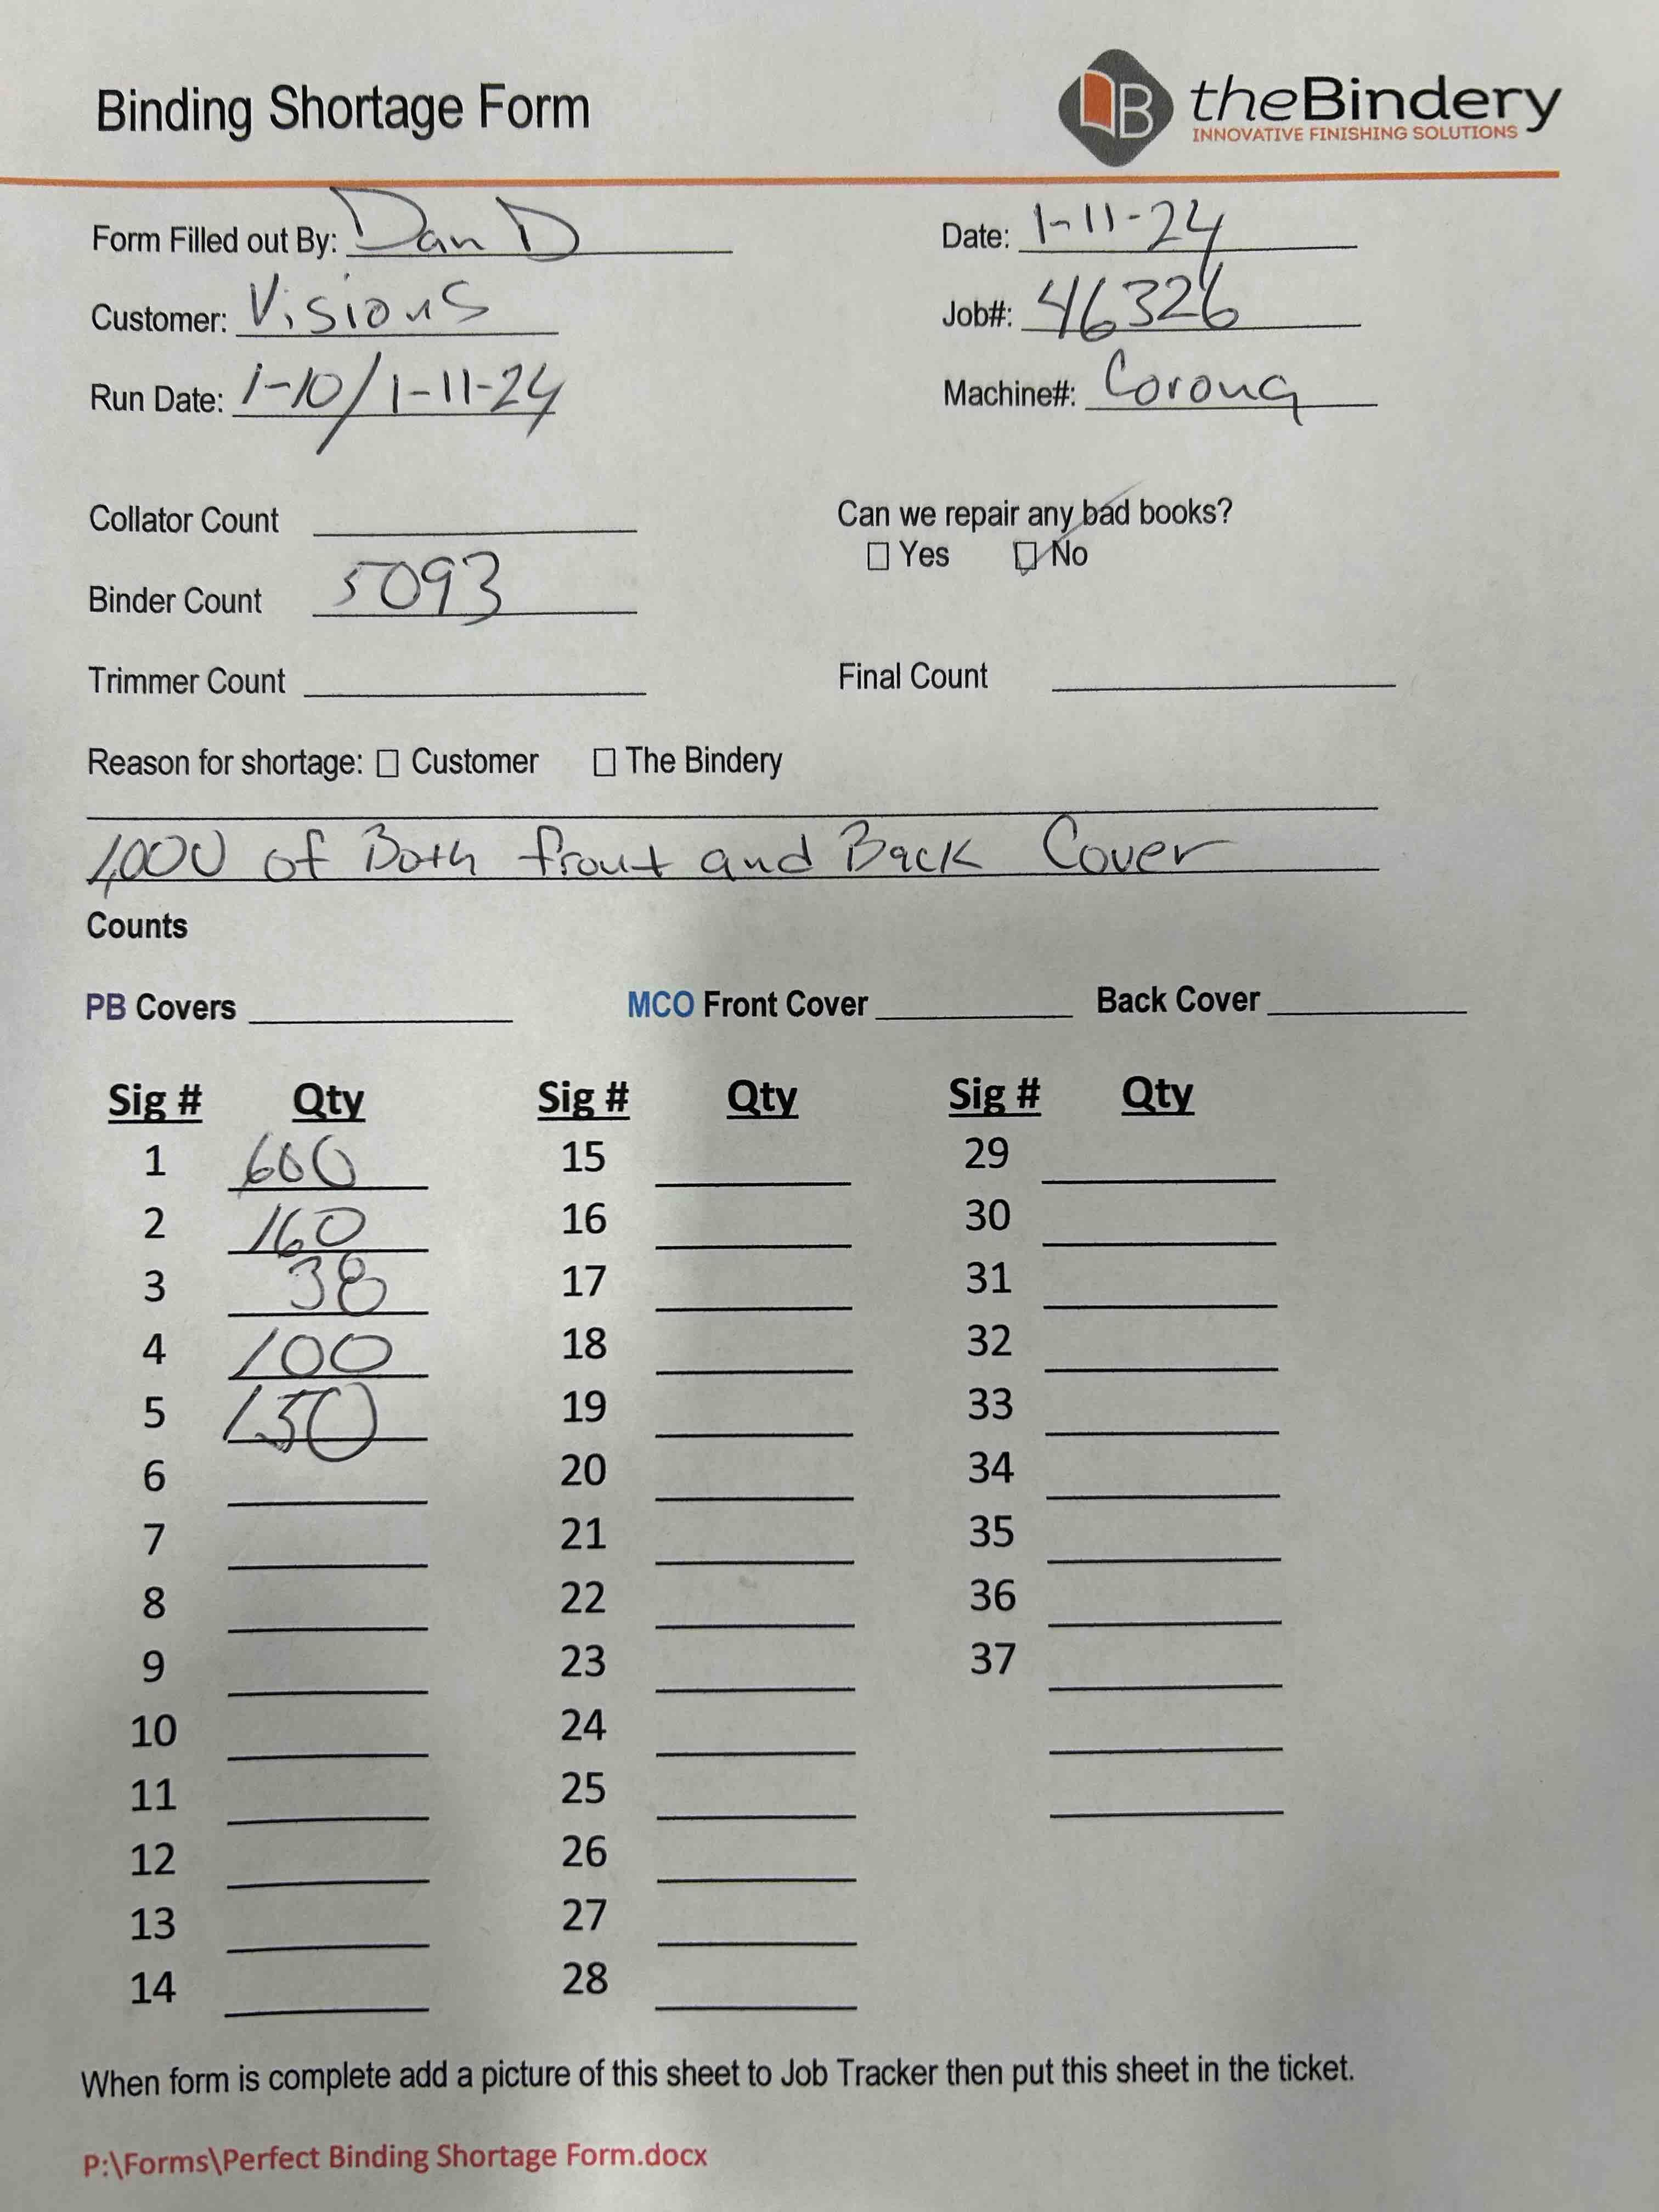 Binding Shortage Form
theBindery
INNOVATIVE FINISHING SOLUTIONS
Form Filled out By: Dan D
Date: 1-11-24
Customer: Visions
Job#: 46326
Run Date: 1-10/1-11-24
Machine#: Corona
Collator Count
Can we repair any bad books?
☐ Yes ☑ No
Binder Count 5093
Trimmer Count
Final Count
Reason for shortage: ☐ Customer ☐ The Bindery
1,000 of Both front and Back Cover
Counts
PB Covers
MCO Front Cover
Back Cover
Sig # Qty Sig # Qty Sig # Qty
1 600 15 29
2 160 16 30
3 38 17 31
4 100 18 32
5 150 19 33
6 20 34
7 21 35
8 22 36
9 23 37
10 24
11 25
12 26
13 27
14 28
When form is complete add a picture of this sheet to Job Tracker then put this sheet in the ticket.
P:\Forms\Perfect Binding Shortage Form.docx